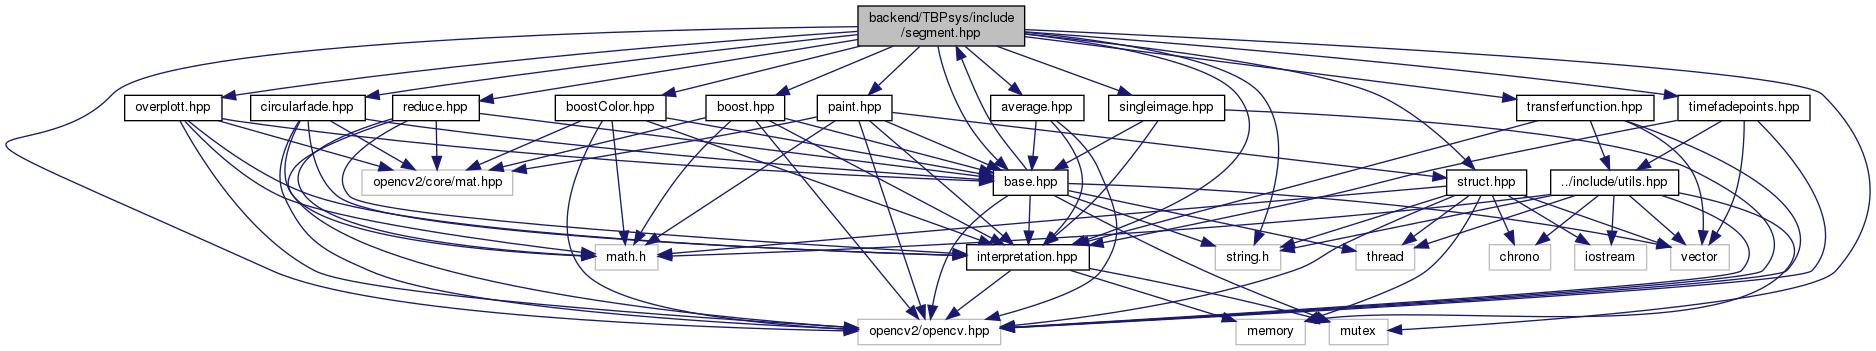 backend/TBPsys/include
/segment.hpp
overplott.hpp
circularfade.hpp
reduce.hpp
boostColor.hpp
boost.hpp
paint.hpp
average.hpp
singleimage.hpp
transferfunction.hpp
timefadepoints.hpp
opencv2/core/mat.hpp
base.hpp
struct.hpp
../include/utils.hpp
math.h
interpretation.hpp
string.h
thread
chrono
iostream
vector
opencv2/opencv.hpp
memory
mutex